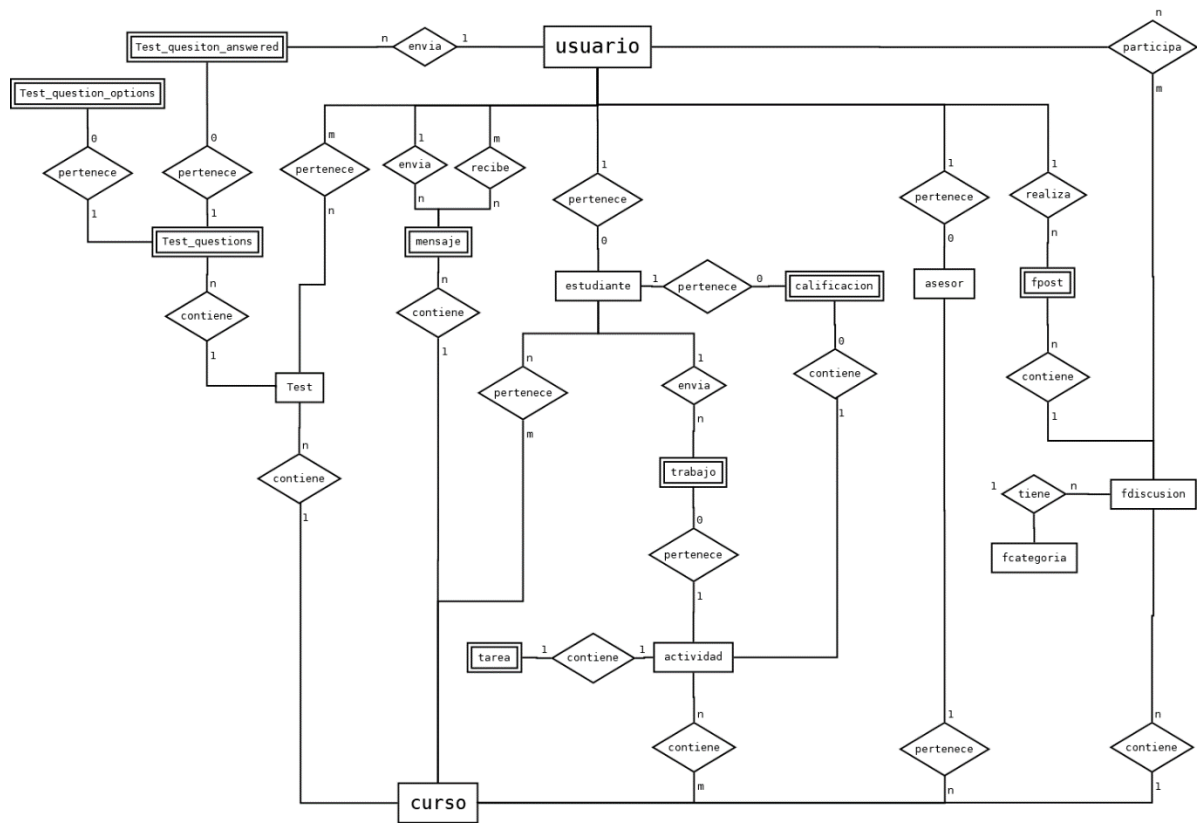 n
Test_quesiton_answered
n
envia
1
usuario
participa
Test_question_options
m
0
0
m
1
m
1
1
1
pertenece
pertenece
pertenece
envia
recibe
pertenece
pertenece
realiza
1
1
n
n
n
0
0
n
Test_questions
mensaje
estudiante
1
pertenece
0
calificacion
asesor
fpost
n
n
0
n
contiene
contiene
1
1
n
1
contiene
contiene
Test
pertenece
envia
1
1
n
m
n
contiene
trabajo
1
tiene
n
fdiscusion
1
0
pertenece
fcategoria
1
tarea
1
contiene
1
actividad
n
1
n
contiene
pertenece
contiene
m
n
1
curso